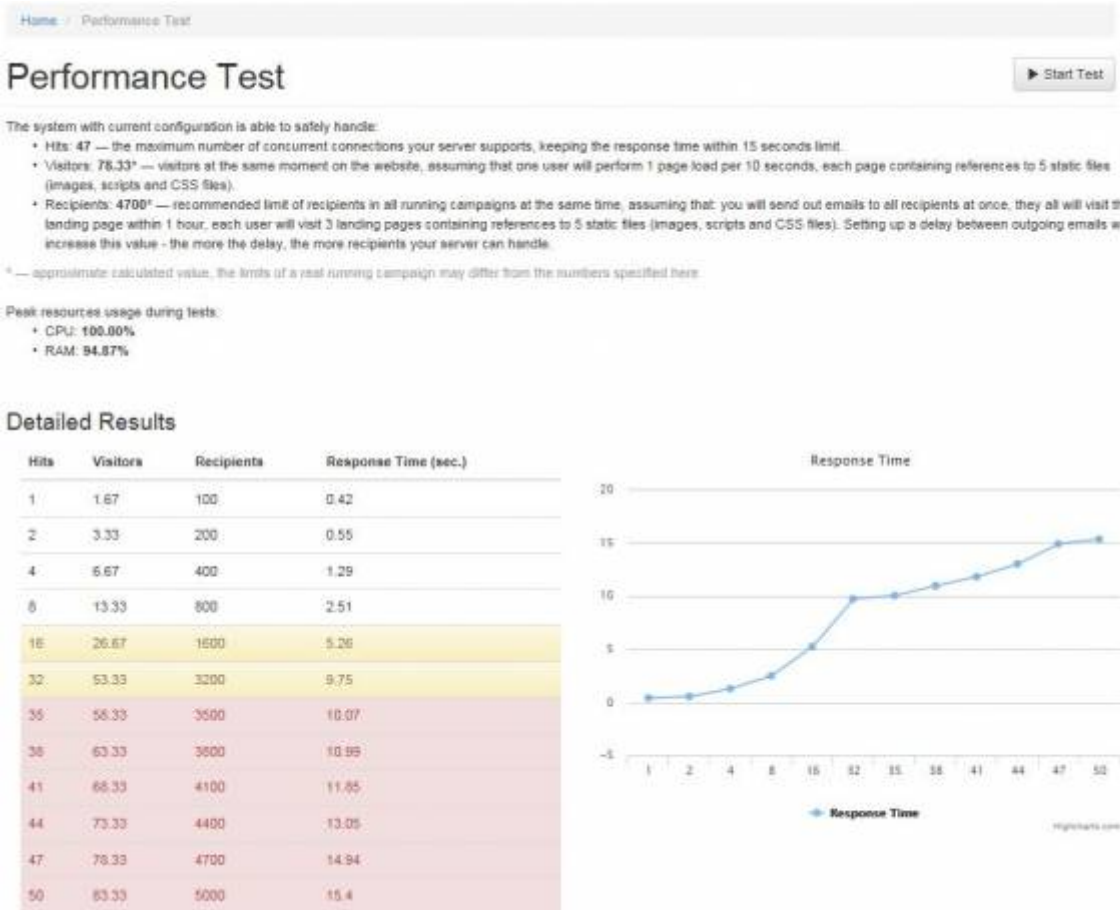 Home / Performance Test
Performance Test
Start Test
The system with current configuration is able to safely handle:
• Hits: 47 — the maximum number of concurrent connections your server supports, keeping the response time within 15 seconds limit.
• Visitors: 78.33* — visitors at the same moment on the website, assuming that one user will perform 1 page load per 10 seconds, each page containing references to 5 static files
(images, scripts and CSS files).
• Recipients: 4700* — recommended limit of recipients in all running campaigns at the same time, assuming that: you will send out emails to all recipients at once, they all will visit
landing page within 1 hour, each user will visit 3 landing pages containing references to 5 static files (images, scripts and CSS files). Setting up a delay between outgoing emails
increase this value - the more the delay, the more recipients your server can handle.
* — approximate calculated value, the limits of a real running campaign may differ from the numbers specified here
Peak resources usage during tests:
• CPU: 100.00%
• RAM: 94.87%
Detailed Results
Hits Visitors Recipients Response Time (sec.)
1 1.67 100 0.42
2 3.33 200 0.55
4 6.67 400 1.29
8 13.33 800 2.51
16 26.67 1600 5.26
32 53.33 3200 9.75
35 58.33 3500 10.07
38 63.33 3800 10.99
41 68.33 4100 11.85
44 73.33 4400 13.05
47 78.33 4700 14.94
50 83.33 5000 15.4
Response Time
20
15
10
5
0
-5
1 2 4 8 16 32 35 38 41 44 47 50
Response Time
Highcharts.com